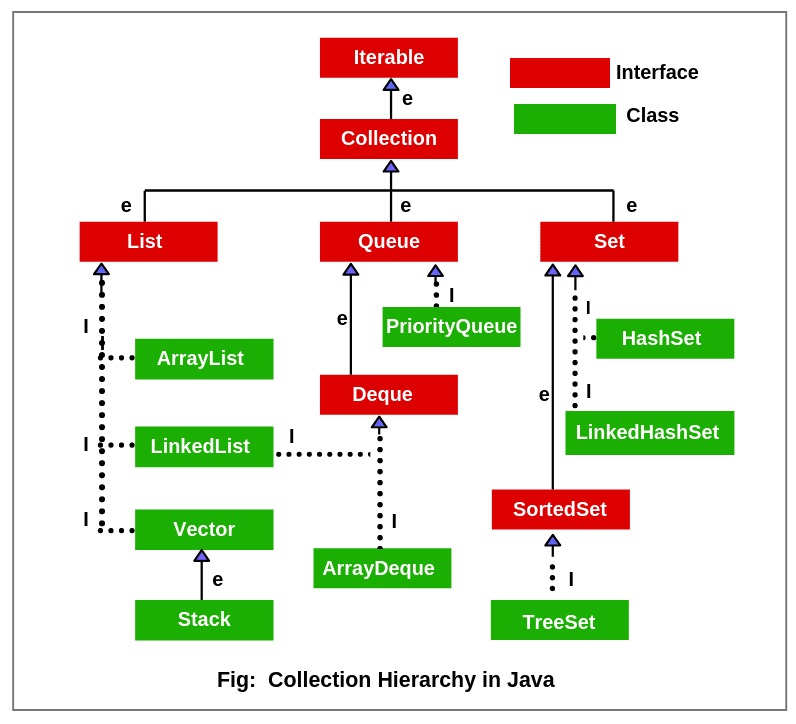 Iterable
Interface
e
Class
Collection
e
e
e
List
Queue
Set
I
I
I
e
PriorityQueue
HashSet
ArrayList
Deque
e
I
LinkedHashSet
I
I
LinkedList
I
I
SortedSet
Vector
ArrayDeque
e
I
Stack
TreeSet
Fig: Collection Hierarchy in Java